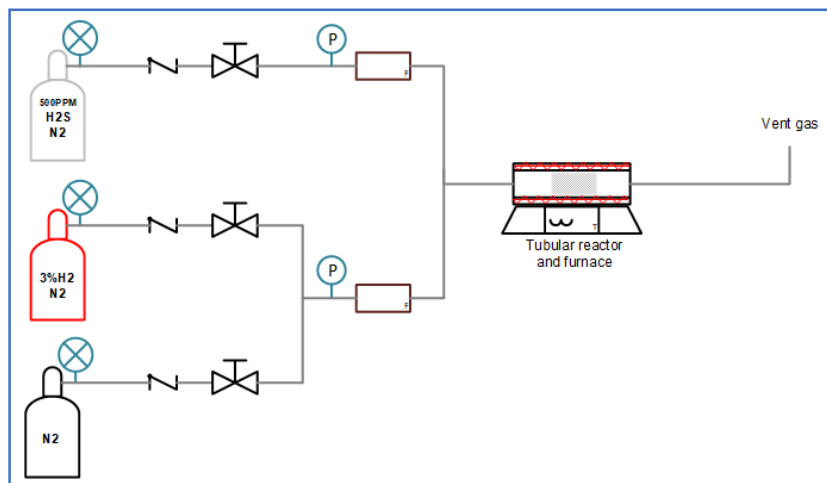 P
500PPM
H2S
N2
F
Vent gas
3%H2
N2
P
F
T
Tubular reactor
and furnace
N2